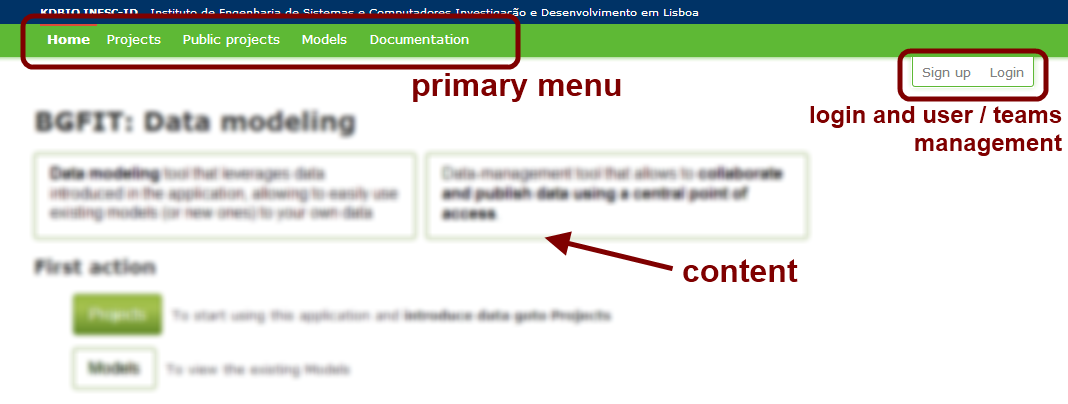 KDBIO INESC-ID Instituto de Engenharia de Sistemas e Computadores Investigação e Desenvolvimento em Lisboa
Home Projects Public projects Models Documentation
Sign up Login
primary menu
login and user / teams
management
BGFIT: Data modeling
Data modeling tool that leverages data
introduced in the application, allowing to easily use
existing models (or new ones) to your own data
Data-management tool that allows to collaborate
and publish data using a central point of
access.
content
First action
Projects To start using this application and introduce data goto Projects
Models To view the existing Models